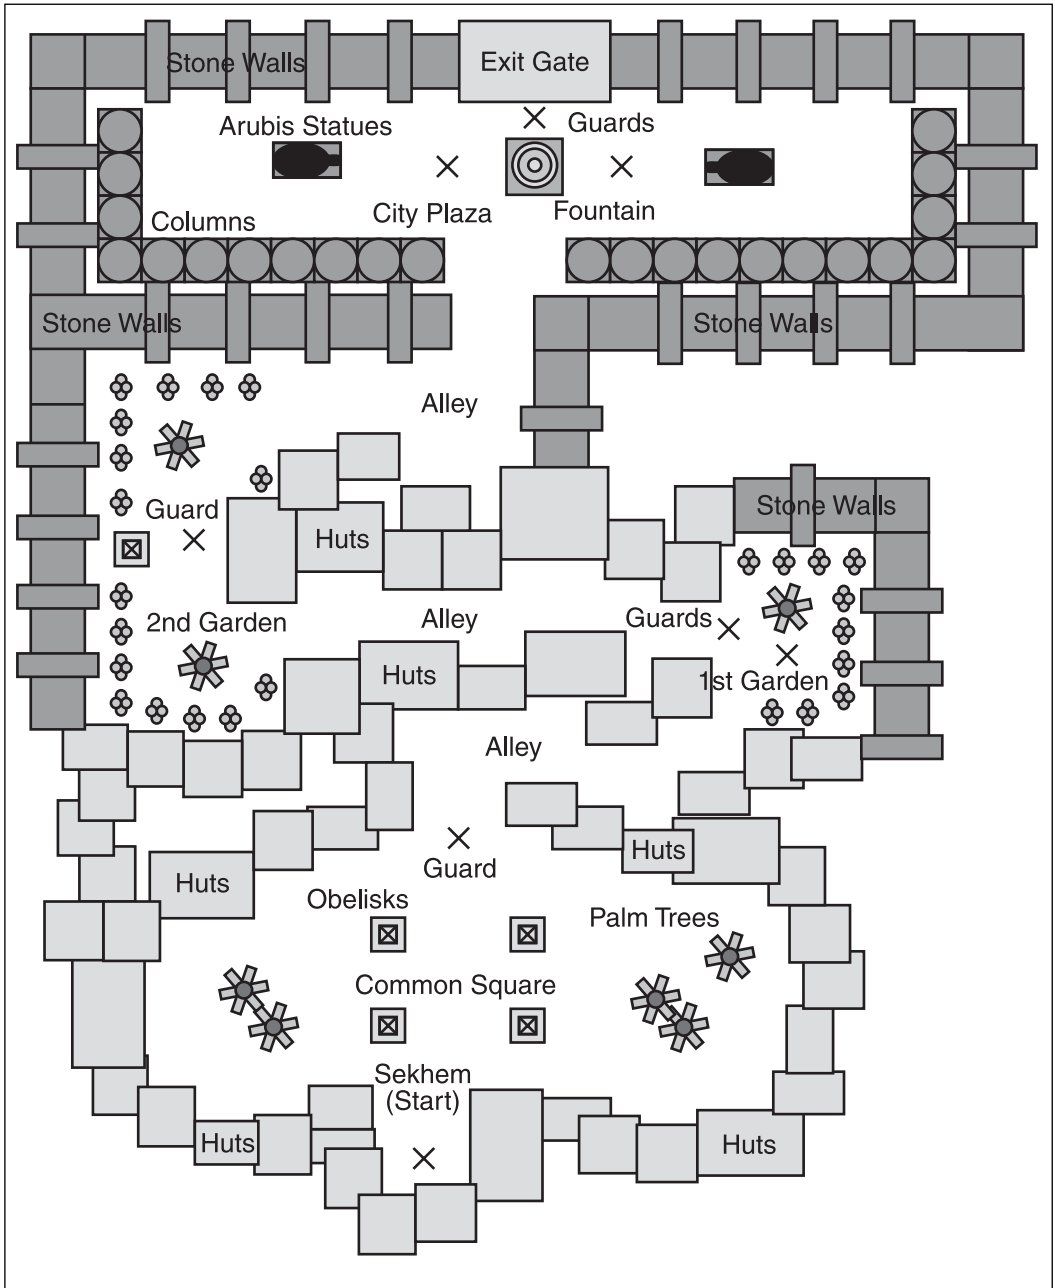 Stone Walls
Exit Gate
Arubis Statues
Guards
City Plaza
Fountain
Columns
Stone Walls
Stone Walls
Alley
Guard
Huts
Stone Walls
2nd Garden
Alley
Guards
Huts
1st Garden
Alley
Huts
Guard
Huts
Obelisks
Palm Trees
Common Square
Sekhem
(Start)
Huts
Huts